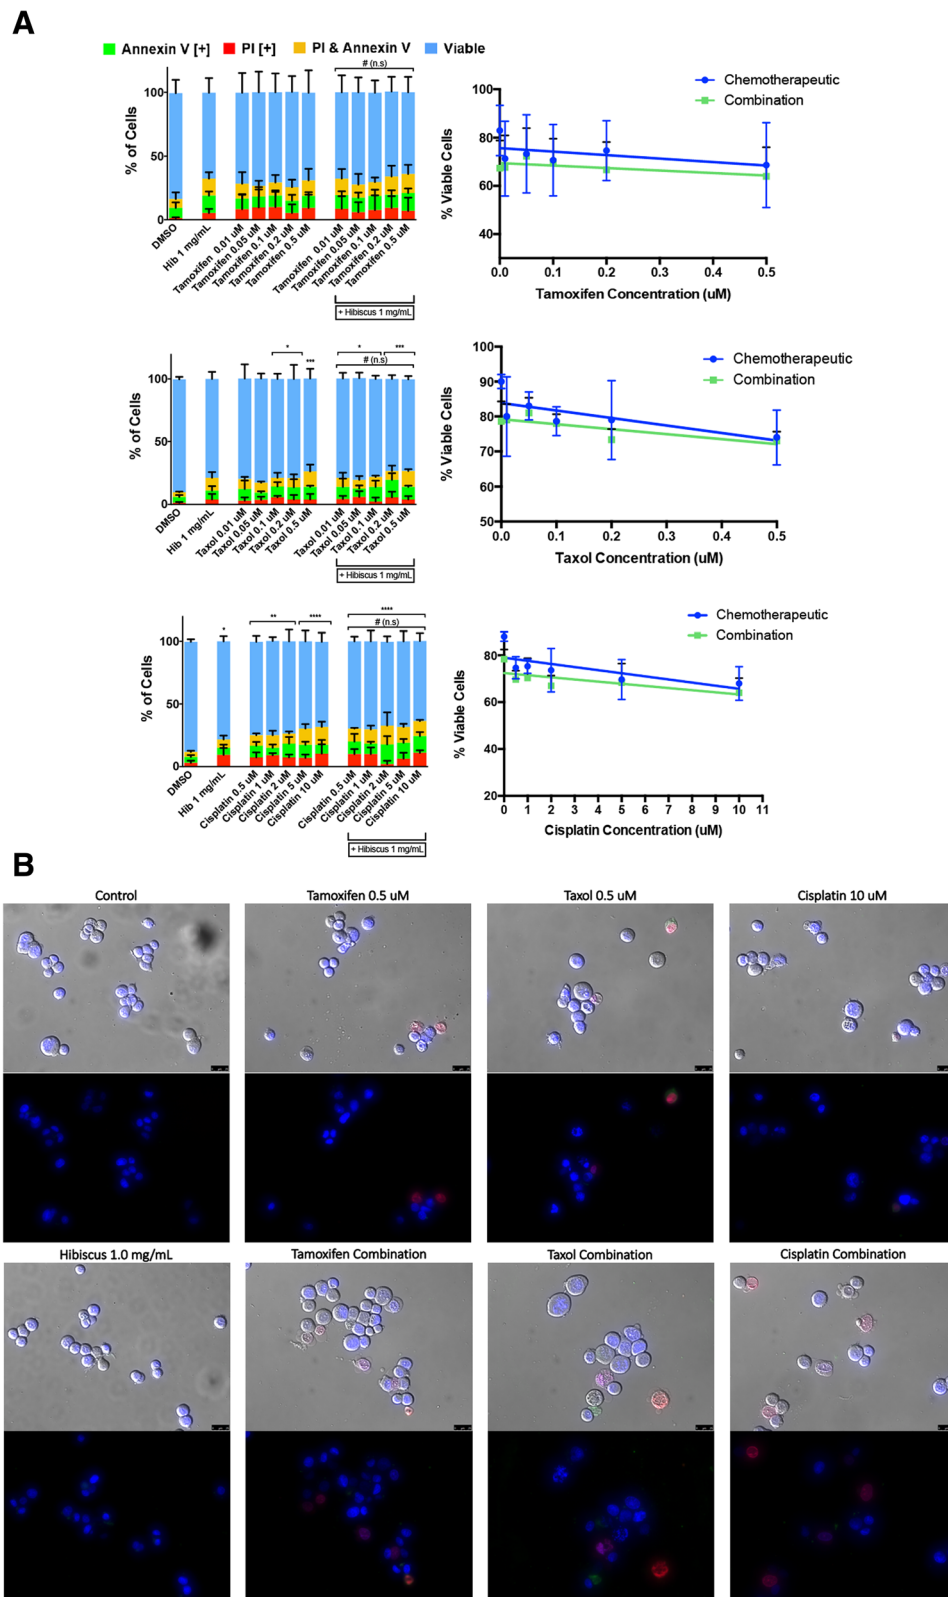 A
Annexin V [+] PI [+] PI & Annexin V Viable
# (n.s)
% of Cells
100
50
0
DMSO
Hib 1 mg/mL
Tamoxifen 0.01 uM
Tamoxifen 0.05 uM
Tamoxifen 0.1 uM
Tamoxifen 0.2 uM
Tamoxifen 0.5 uM
Tamoxifen 0.01 uM
Tamoxifen 0.05 uM
Tamoxifen 0.1 uM
Tamoxifen 0.2 uM
Tamoxifen 0.5 uM
+ Hibiscus 1 mg/mL
Chemotherapeutic
Combination
% Viable Cells
100
80
60
40
0.0 0.1 0.2 0.3 0.4 0.5
Tamoxifen Concentration (uM)
* *** * ***
# (n.s)
% of Cells
100
50
0
DMSO
Hib 1 mg/mL
Taxol 0.01 uM
Taxol 0.05 uM
Taxol 0.1 uM
Taxol 0.2 uM
Taxol 0.5 uM
Taxol 0.01 uM
Taxol 0.05 uM
Taxol 0.1 uM
Taxol 0.2 uM
Taxol 0.5 uM
+ Hibiscus 1 mg/mL
Chemotherapeutic
Combination
% Viable Cells
100
90
80
70
60
50
0.0 0.1 0.2 0.3 0.4 0.5
Taxol Concentration (uM)
* ** **** ****
# (n.s)
% of Cells
100
50
0
DMSO
Hib 1 mg/mL
Cisplatin 0.5 uM
Cisplatin 1 uM
Cisplatin 2 uM
Cisplatin 5 uM
Cisplatin 10 uM
Cisplatin 0.5 uM
Cisplatin 1 uM
Cisplatin 2 uM
Cisplatin 5 uM
Cisplatin 10 uM
+ Hibiscus 1 mg/mL
Chemotherapeutic
Combination
% Viable Cells
80
60
40
20
0 1 2 3 4 5 6 7 8 9 10 11
Cisplatin Concentration (uM)
B
Control Tamoxifen 0.5 uM Taxol 0.5 uM Cisplatin 10 uM
Hibiscus 1.0 mg/mL Tamoxifen Combination Taxol Combination Cisplatin Combination